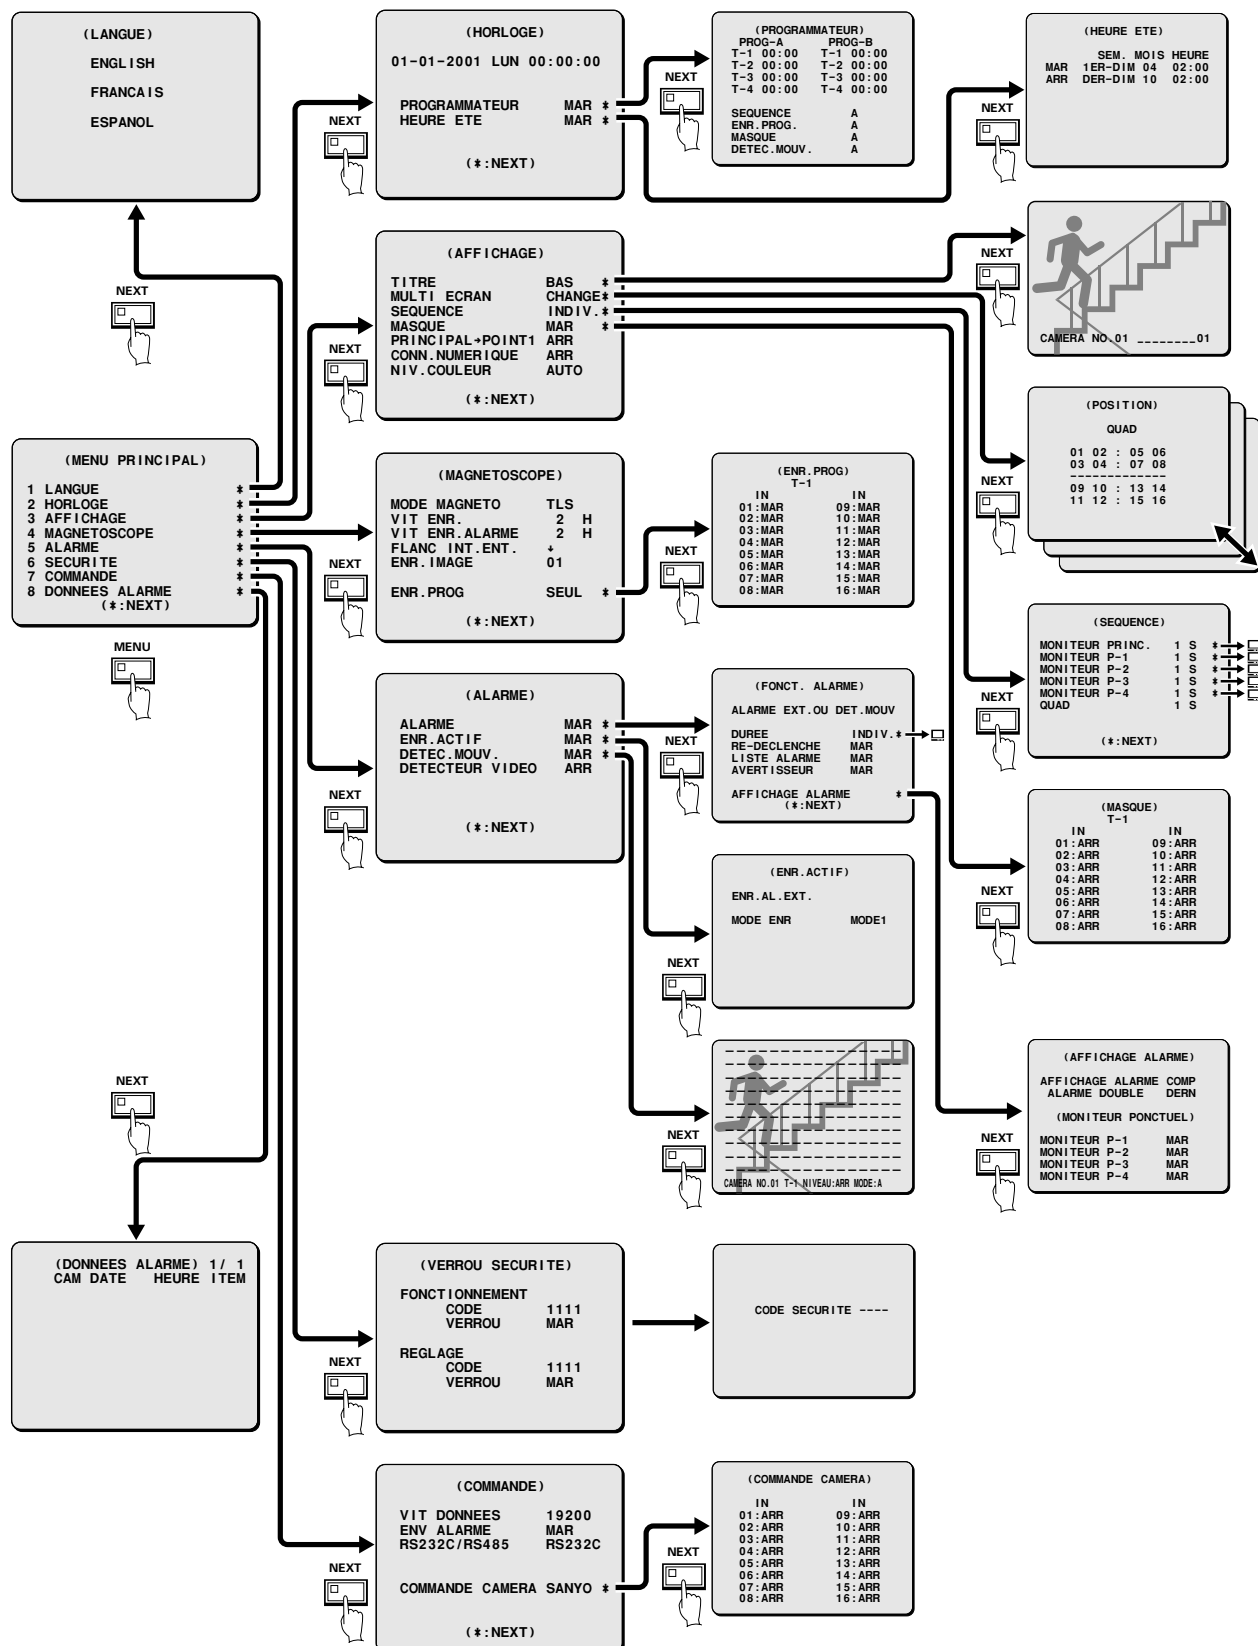 (LANGUE)
ENGLISH
FRANCAIS
ESPANOL
NEXT
(MENU PRINCIPAL)
1 LANGUE *
2 HORLOGE *
3 AFFICHAGE *
4 MAGNETOSCOPE *
5 ALARME *
6 SECURITE *
7 COMMANDE *
8 DONNEES ALARME *
(*:NEXT)
MENU
NEXT
(DONNEES ALARME) 1/ 1
CAM DATE HEURE ITEM
NEXT
(HORLOGE)
01-01-2001 LUN 00:00:00
PROGRAMMATEUR MAR *
HEURE ETE MAR *
(*:NEXT)
NEXT
(PROGRAMMATEUR)
PROG-A PROG-B
T-1 00:00 T-1 00:00
T-2 00:00 T-2 00:00
T-3 00:00 T-3 00:00
T-4 00:00 T-4 00:00
SEQUENCE A
ENR.PROG. A
MASQUE A
DETEC.MOUV. A
NEXT
(HEURE ETE)
SEM. MOIS HEURE
MAR 1ER-DIM 04 02:00
ARR DER-DIM 10 02:00
NEXT
(AFFICHAGE)
TITRE BAS *
MULTI ECRAN CHANGE*
SEQUENCE INDIV.*
MASQUE MAR *
PRINCIPAL→POINT1 ARR
CONN.NUMERIQUE ARR
NIV.COULEUR AUTO
(*:NEXT)
NEXT
CAMERA NO.01 ________01
NEXT
(POSITION)
QUAD
01 02 : 05 06
03 04 : 07 08
--------------
09 10 : 13 14
11 12 : 15 16
NEXT
(SEQUENCE)
MONITEUR PRINC. 1 S *
MONITEUR P-1 1 S *
MONITEUR P-2 1 S *
MONITEUR P-3 1 S *
MONITEUR P-4 1 S *
QUAD 1 S
(*:NEXT)
NEXT
(MASQUE)
T-1
IN IN
01:ARR 09:ARR
02:ARR 10:ARR
03:ARR 11:ARR
04:ARR 12:ARR
05:ARR 13:ARR
06:ARR 14:ARR
07:ARR 15:ARR
08:ARR 16:ARR
NEXT
(MAGNETOSCOPE)
MODE MAGNETO TLS
VIT ENR. 2 H
VIT ENR.ALARME 2 H
FLANC INT.ENT. ↓
ENR.IMAGE 01
ENR.PROG SEUL *
(*:NEXT)
NEXT
(ENR.PROG)
T-1
IN IN
01:MAR 09:MAR
02:MAR 10:MAR
03:MAR 11:MAR
04:MAR 12:MAR
05:MAR 13:MAR
06:MAR 14:MAR
07:MAR 15:MAR
08:MAR 16:MAR
NEXT
(ALARME)
ALARME MAR *
ENR.ACTIF MAR *
DETEC.MOUV. MAR *
DETECTEUR VIDEO ARR
(*:NEXT)
NEXT
(FONCT. ALARME)
ALARME EXT.OU DET.MOUV
DUREE INDIV.*
RE-DECLENCHE MAR
LISTE ALARME MAR
AVERTISSEUR MAR
AFFICHAGE ALARME *
(*:NEXT)
NEXT
(ENR.ACTIF)
ENR.AL.EXT.
MODE ENR MODE1
NEXT
CAMERA NO.01 T-1 NIVEAU:ARR MODE:A
NEXT
(AFFICHAGE ALARME)
AFFICHAGE ALARME COMP
ALARME DOUBLE DERN
(MONITEUR PONCTUEL)
MONITEUR P-1 MAR
MONITEUR P-2 MAR
MONITEUR P-3 MAR
MONITEUR P-4 MAR
NEXT
(VERROU SECURITE)
FONCTIONNEMENT
CODE 1111
VERROU MAR
REGLAGE
CODE 1111
VERROU MAR
CODE SECURITE ----
NEXT
(COMMANDE)
VIT DONNEES 19200
ENV ALARME MAR
RS232C/RS485 RS232C
COMMANDE CAMERA SANYO *
(*:NEXT)
NEXT
(COMMANDE CAMERA)
IN IN
01:ARR 09:ARR
02:ARR 10:ARR
03:ARR 11:ARR
04:ARR 12:ARR
05:ARR 13:ARR
06:ARR 14:ARR
07:ARR 15:ARR
08:ARR 16:ARR